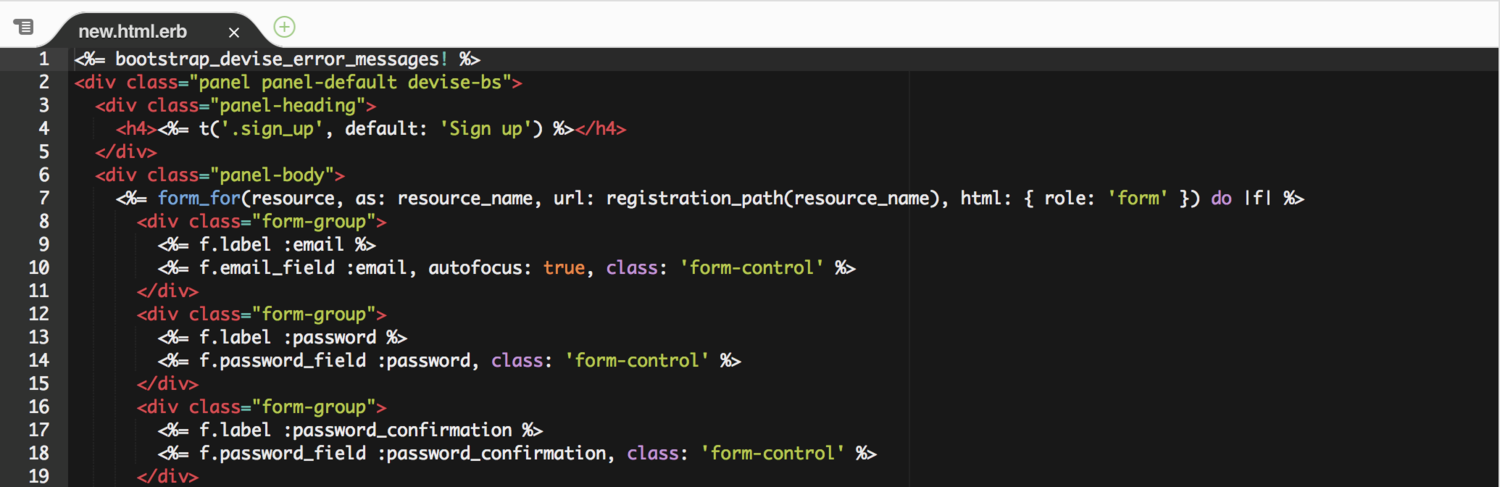 new.html.erb ×
1 <%= bootstrap_devise_error_messages! %>
2 <div class="panel panel-default devise-bs">
3   <div class="panel-heading">
4     <h4><%= t('.sign_up', default: 'Sign up') %></h4>
5   </div>
6   <div class="panel-body">
7     <%= form_for(resource, as: resource_name, url: registration_path(resource_name), html: { role: 'form' }) do |f| %>
8       <div class="form-group">
9         <%= f.label :email %>
10         <%= f.email_field :email, autofocus: true, class: 'form-control' %>
11       </div>
12       <div class="form-group">
13         <%= f.label :password %>
14         <%= f.password_field :password, class: 'form-control' %>
15       </div>
16       <div class="form-group">
17         <%= f.label :password_confirmation %>
18         <%= f.password_field :password_confirmation, class: 'form-control' %>
19       </div>